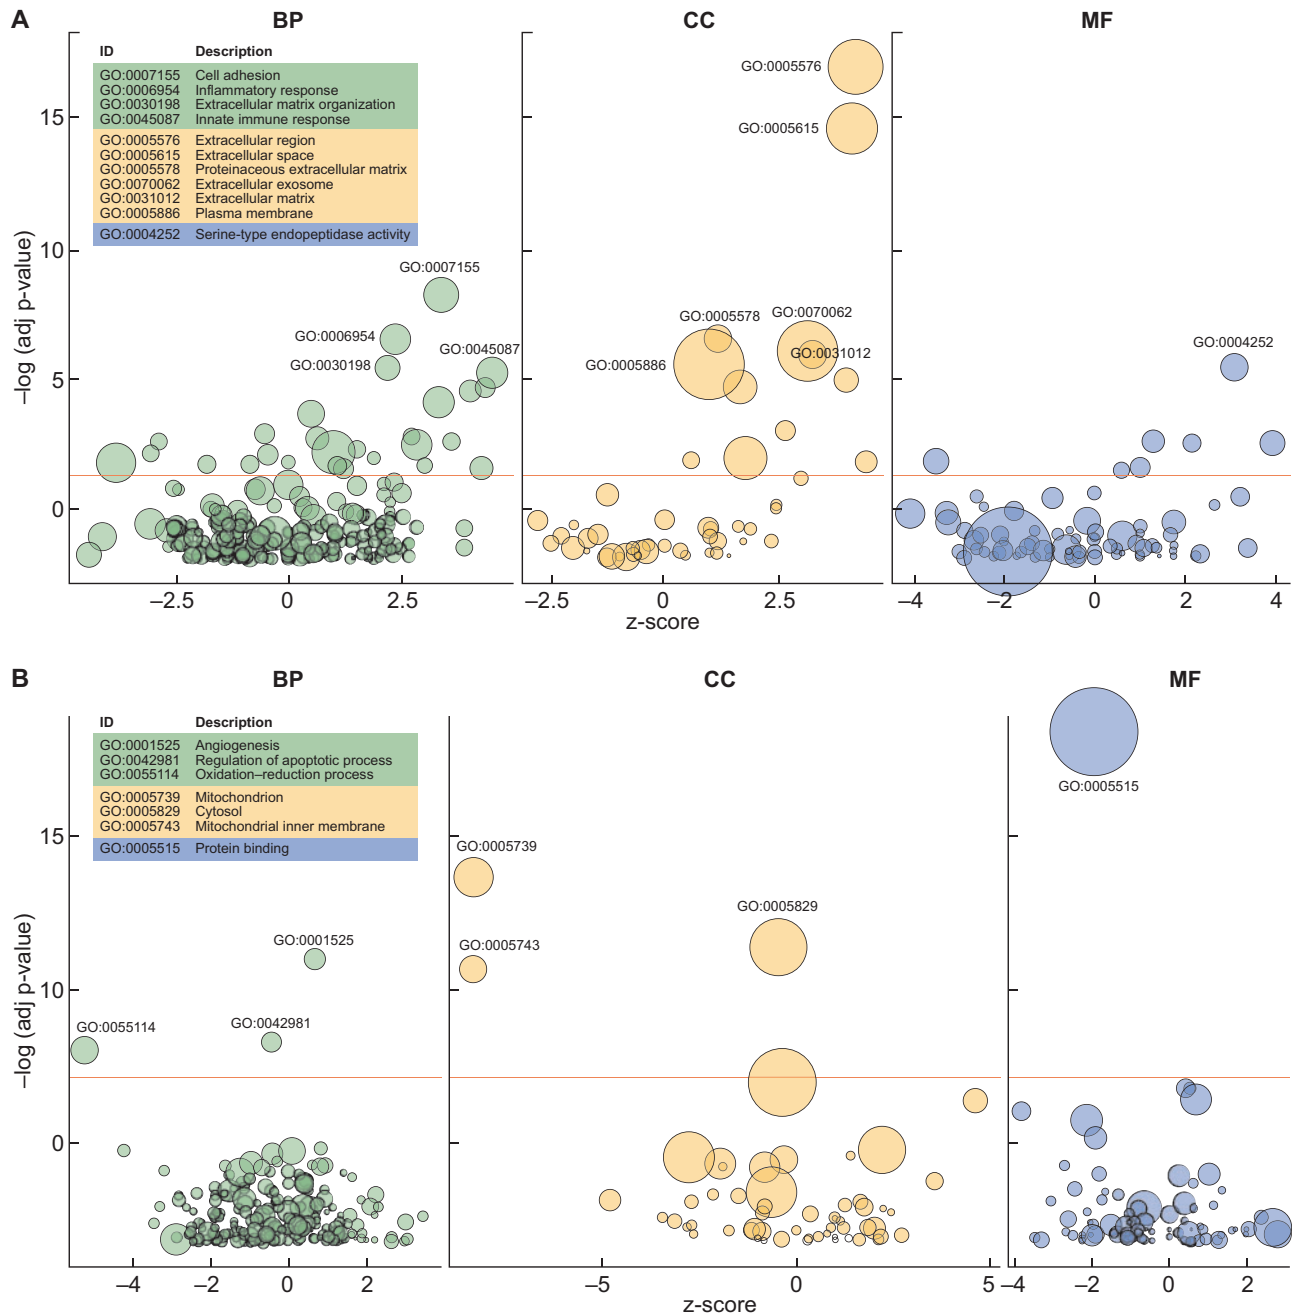 A
BP
CC
MF
ID Description
GO:0007155 Cell adhesion
GO:0006954 Inflammatory response
GO:0030198 Extracellular matrix organization
GO:0045087 Innate immune response
GO:0005576 Extracellular region
GO:0005615 Extracellular space
GO:0005578 Proteinaceous extracellular matrix
GO:0070062 Extracellular exosome
GO:0031012 Extracellular matrix
GO:0005886 Plasma membrane
GO:0004252 Serine-type endopeptidase activity
–log (adj p-value)
15
10
5
0
GO:0007155
GO:0006954
GO:0030198
GO:0045087
GO:0005576
GO:0005615
GO:0005578
GO:0070062
GO:0005886
GO:0031012
GO:0004252
–2.5 0 2.5
–2.5 0 2.5
–4 –2 0 2 4
z-score
B
BP
CC
MF
ID Description
GO:0001525 Angiogenesis
GO:0042981 Regulation of apoptotic process
GO:0055114 Oxidation–reduction process
GO:0005739 Mitochondrion
GO:0005829 Cytosol
GO:0005743 Mitochondrial inner membrane
GO:0005515 Protein binding
–log (adj p-value)
15
10
0
GO:0001525
GO:0055114
GO:0042981
GO:0005739
GO:0005829
GO:0005743
GO:0005515
–4 –2 0 2
–5 0 5
–4 –2 0 2
z-score